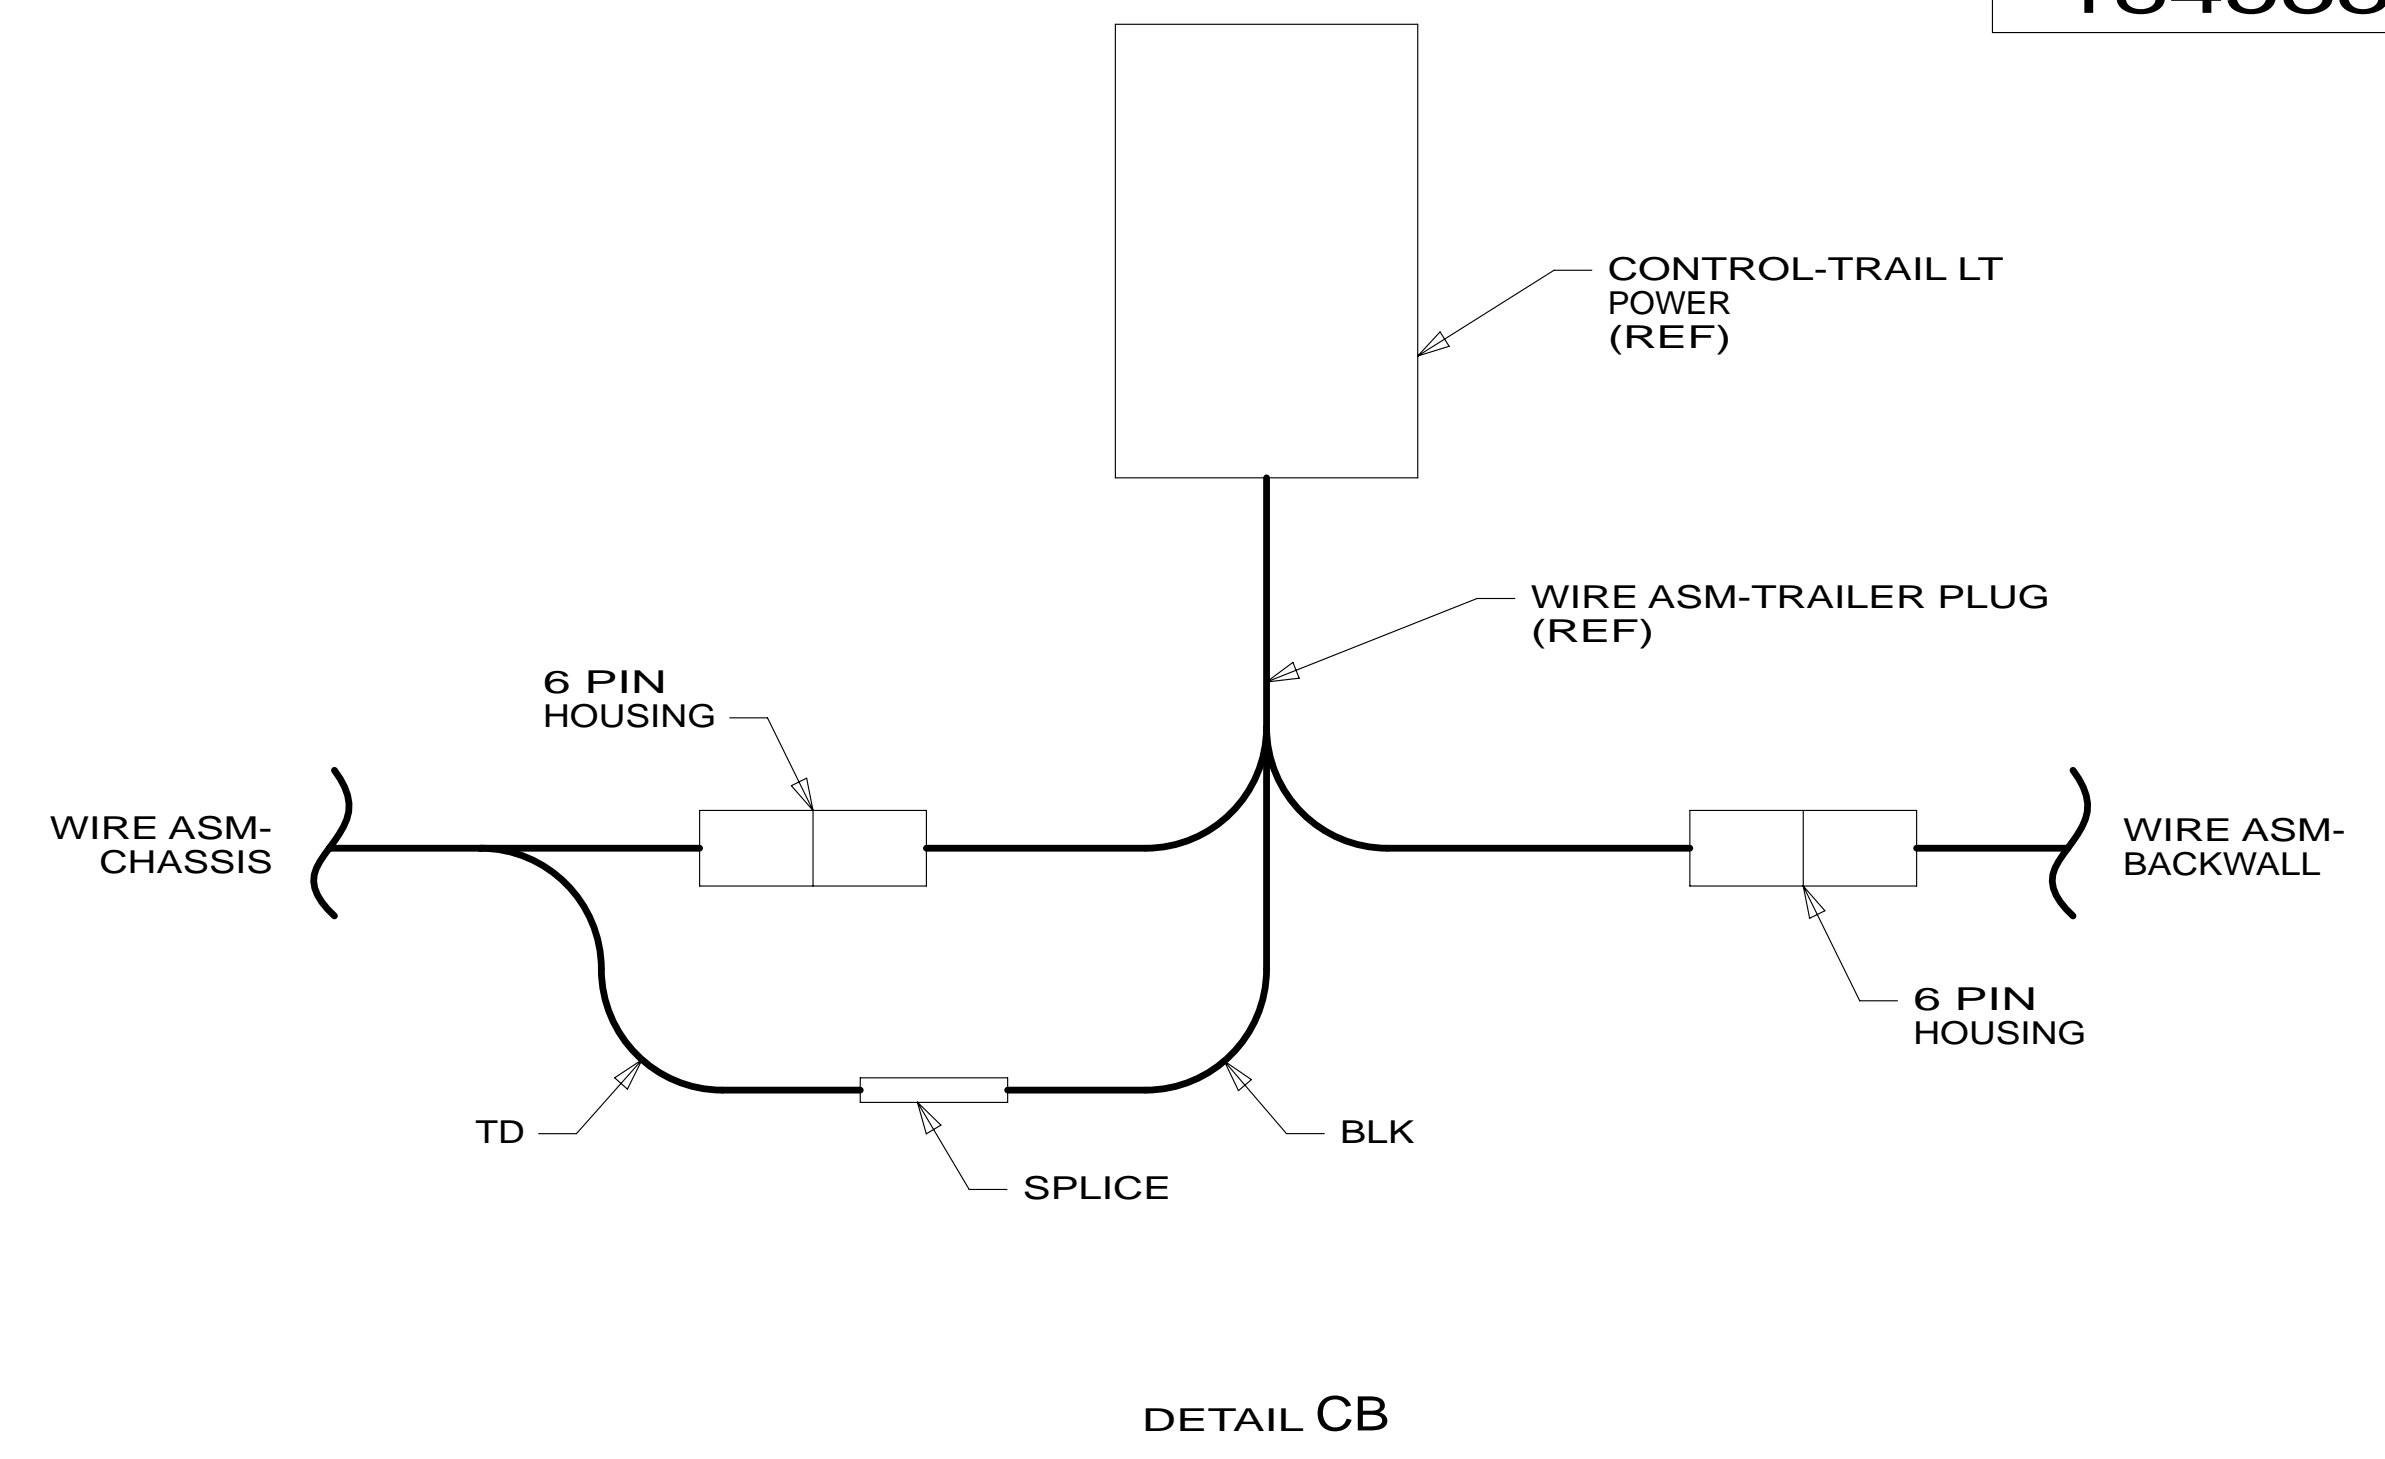 CONTROL-TRAIL LT
POWER
(REF)
WIRE ASM-TRAILER PLUG
(REF)
6 PIN
HOUSING
WIRE ASM-
CHASSIS
WIRE ASM-
BACKWALL
6 PIN
HOUSING
TD
BLK
SPLICE
DETAIL CB